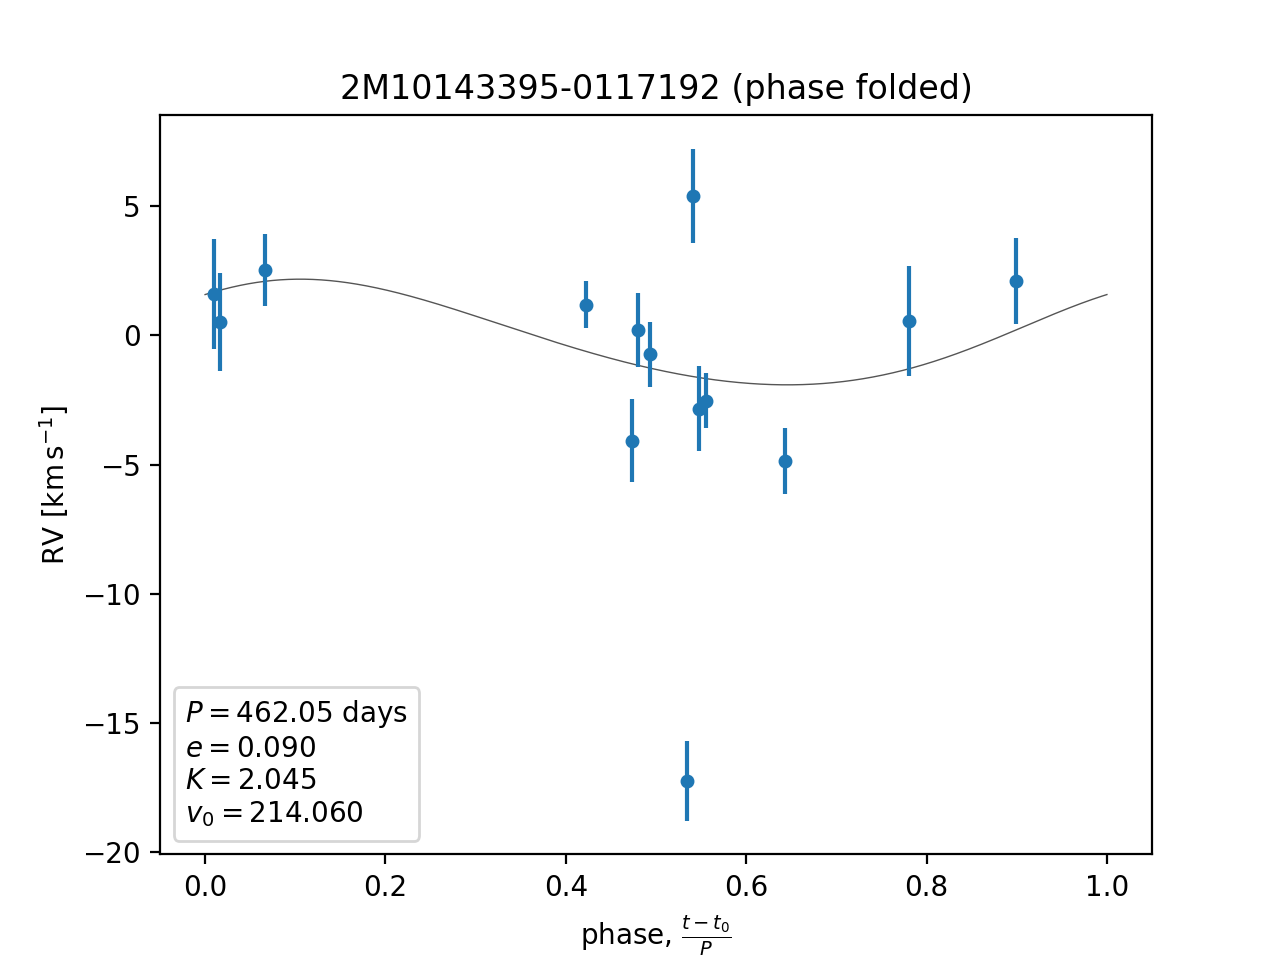 2M10143395-0117192 (phase folded)
RV [km s⁻¹]
5
0
−5
−10
−15
−20
P = 462.05 days
e = 0.090
K = 2.045
v₀ = 214.060
0.0 0.2 0.4 0.6 0.8 1.0
phase, (t − t₀)/P